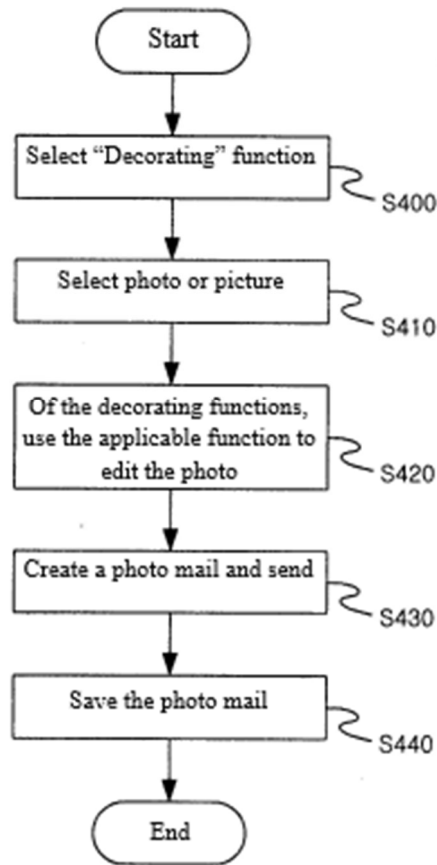 Start
Select “Decorating” function
S400
Select photo or picture
S410
Of the decorating functions,
use the applicable function to
edit the photo
S420
Create a photo mail and send
S430
Save the photo mail
S440
End